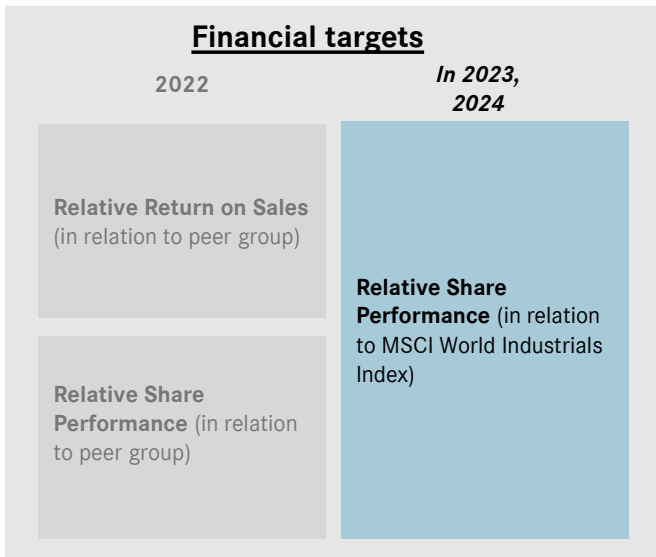 Financial targets
2022
In 2023,
2024
Relative Return on Sales
(in relation to peer group)
Relative Share
Performance (in relation
to peer group)
Relative Share
Performance (in relation
to MSCI World Industrials
Index)